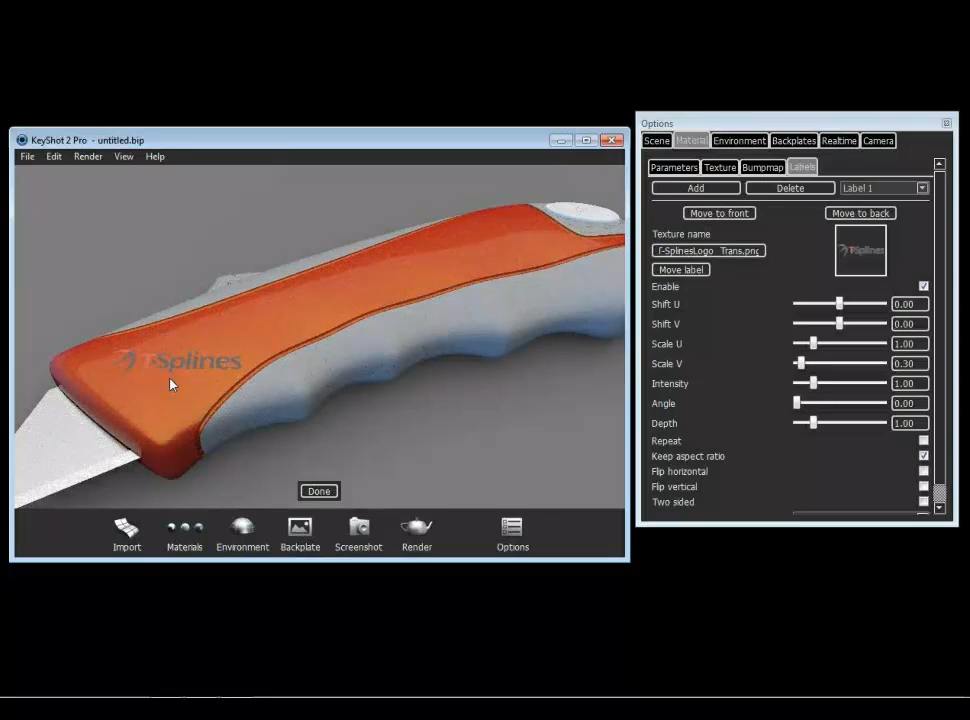 KeyShot 2 Pro - untitled.bip
File Edit Render View Help
T-Splines
Done
Import Materials Environment Backplate Screenshot Render Options
Options
Scene Material Environment Backplates Realtime Camera
Parameters Texture Bumpmap Labels
Add Delete Label 1
Move to front Move to back
Texture name
T-SplinesLogo Trans.png
T-Splines
Move label
Enable
Shift U 0.00
Shift V 0.00
Scale U 1.00
Scale V 0.30
Intensity 1.00
Angle 0.00
Depth 1.00
Repeat
Keep aspect ratio
Flip horizontal
Flip vertical
Two sided